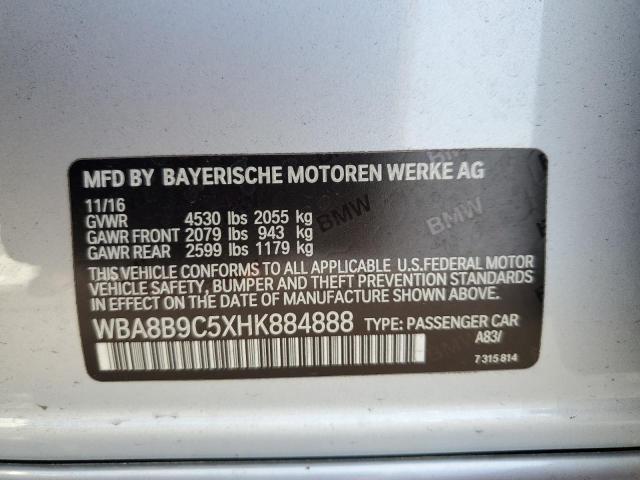 MFD BY BAYERISCHE MOTOREN WERKE AG
11/16
GVWR 4530 lbs 2055 kg
GAWR FRONT 2079 lbs 943 kg
GAWR REAR 2599 lbs 1179 kg
THIS VEHICLE CONFORMS TO ALL APPLICABLE U.S.FEDERAL MOTOR
VEHICLE SAFETY, BUMPER AND THEFT PREVENTION STANDARDS
IN EFFECT ON THE DATE OF MANUFACTURE SHOWN ABOVE.
WBA8B9C5XHK884888 TYPE: PASSENGER CAR
A83/
7 315 814
BMW
BMW
BMW